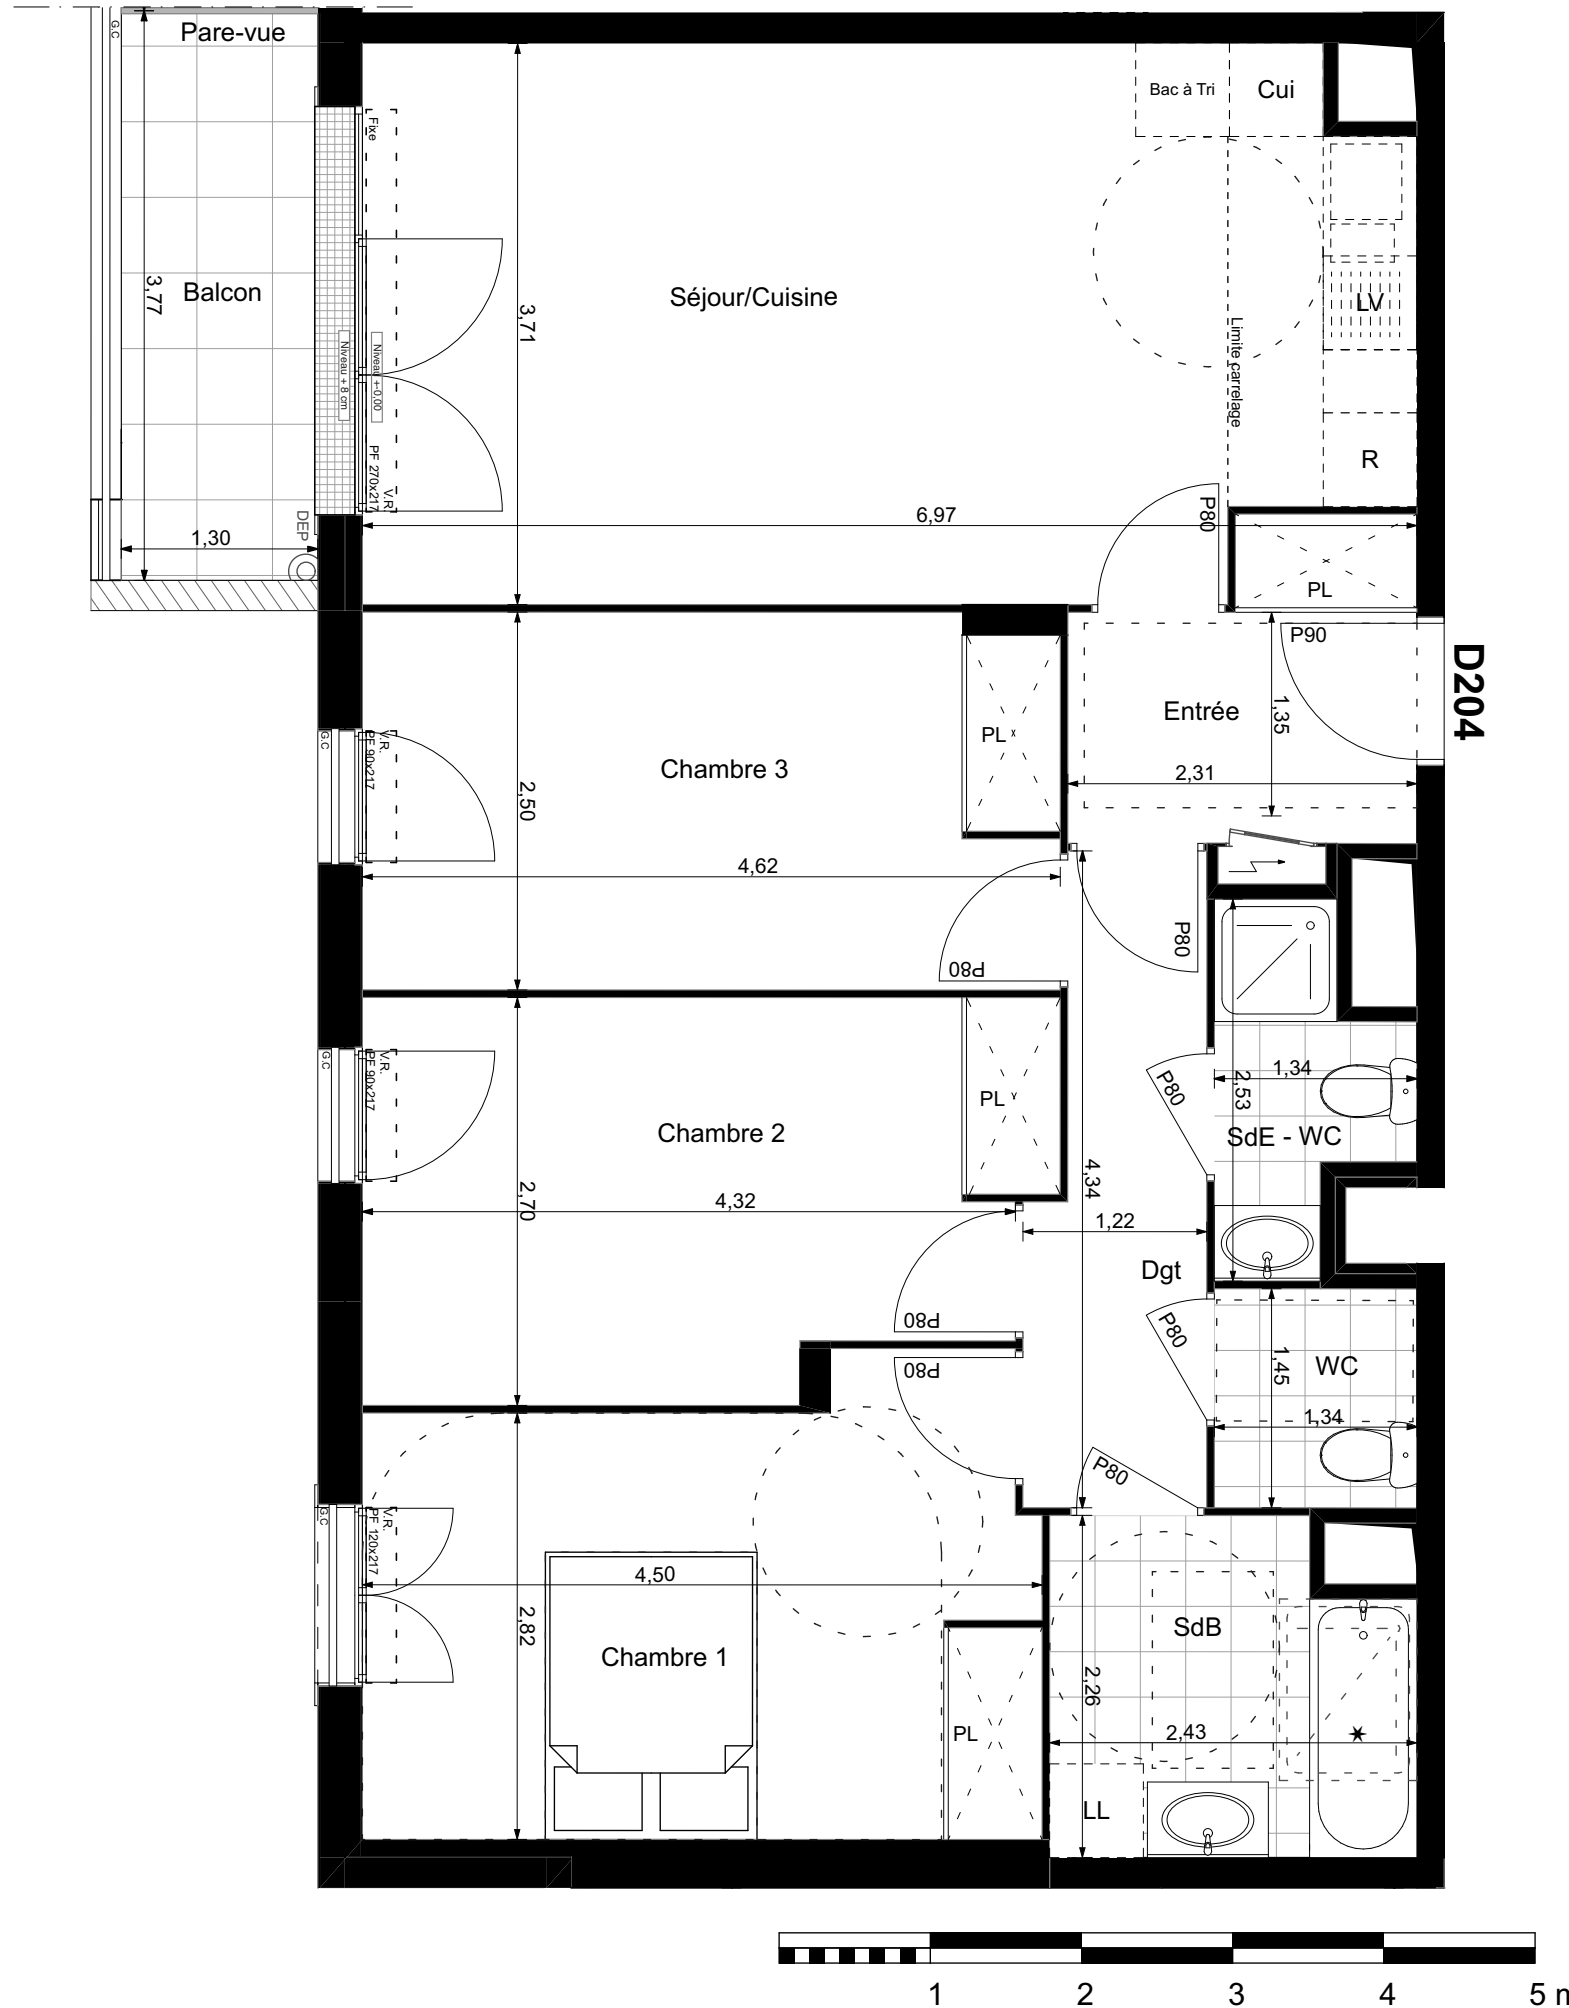 G.C
Pare-vue
Bac à Tri
Cui
Fixe
Balcon
3,77
Séjour/Cuisine
3,71
LV
Niveau + 8 cm
Niveau +-0,00
Limite carrelage
R
V.R.
PF 270x217
DEP
1,30
6,97
P80
PL
P90
D204
Entrée
1,35
2,31
G.C
V.R.
PF 90x217
Chambre 3
PL
2,50
4,62
P80
P80
G.C
V.R.
PF 90x217
Chambre 2
PL
2,70
4,32
4,34
1,22
P80
1,34
2,53
SdE - WC
Dgt
P80
P80
P80
WC
1,45
1,34
P80
G.C
V.R.
PF 120x217
4,50
2,82
Chambre 1
PL
SdB
2,26
2,43
LL
1 2 3 4 5 m